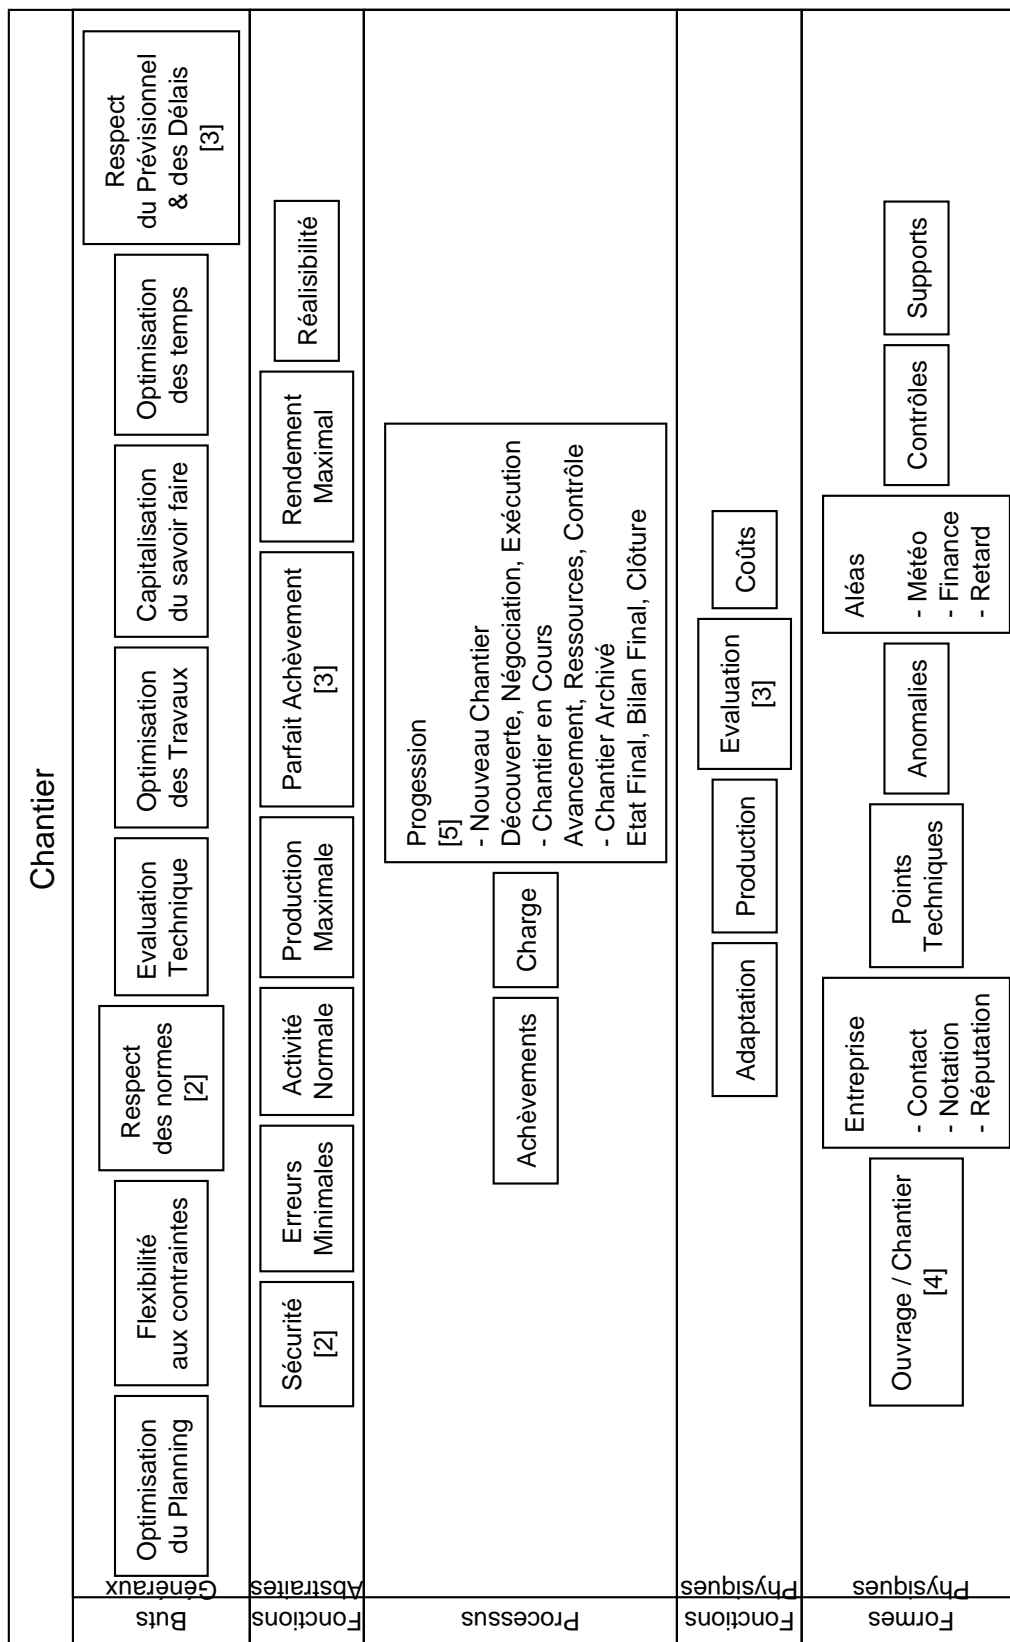 Chantier
Buts
Généraux
Optimisation
du Planning
Flexibilité
aux contraintes
Respect
des normes
[2]
Evaluation
Technique
Optimisation
des Travaux
Capitalisation
du savoir faire
Optimisation
des temps
Respect
du Prévisionnel
& des Délais
[3]
Fonctions
Abstraites
Sécurité
[2]
Erreurs
Minimales
Activité
Normale
Production
Maximale
Parfait Achèvement
[3]
Rendement
Maximal
Réalisibilité
Processus
Achèvements
Charge
Progession
[5]
- Nouveau Chantier
Découverte, Négociation, Exécution
- Chantier en Cours
Avancement, Ressources, Contrôle
- Chantier Archivé
Etat Final, Bilan Final, Clôture
Fonctions
Physiques
Adaptation
Production
Evaluation
[3]
Coûts
Formes
Physiques
Ouvrage / Chantier
[4]
Entreprise
- Contact
- Notation
- Réputation
Points
Techniques
Anomalies
Aléas
- Météo
- Finance
- Retard
Contrôles
Supports